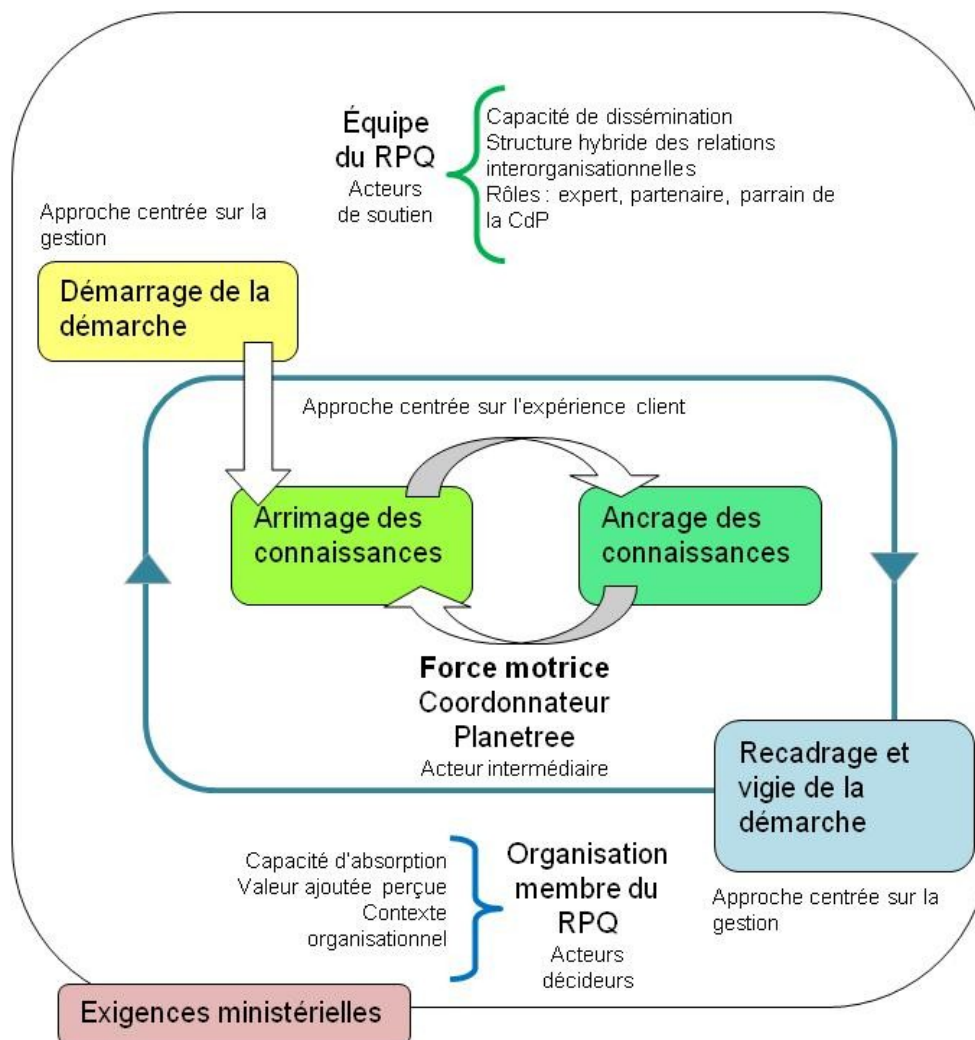 Équipe
du RPQ
Acteurs
de soutien
Capacité de dissémination
Structure hybride des relations
interorganisationnelles
Rôles : expert, partenaire, parrain de
la CdP
Approche centrée sur la
gestion
Démarrage de la
démarche
Approche centrée sur l'expérience client
Arrimage des
connaissances
Ancrage des
connaissances
Force motrice
Coordonnateur
Planetree
Acteur intermédiaire
Recadrage et
vigie de la
démarche
Approche centrée sur la
gestion
Capacité d'absorption
Valeur ajoutée perçue
Contexte
organisationnel
Organisation
membre du
RPQ
Acteurs
décideurs
Exigences ministérielles